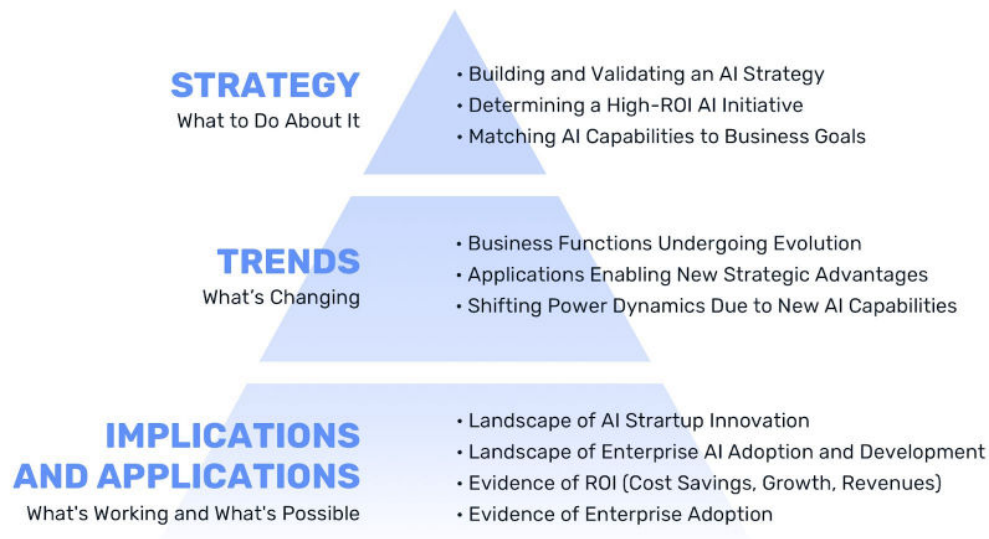 STRATEGY
What to Do About It
• Building and Validating an AI Strategy
• Determining a High-ROI AI Initiative
• Matching AI Capabilities to Business Goals
TRENDS
What’s Changing
• Business Functions Undergoing Evolution
• Applications Enabling New Strategic Advantages
• Shifting Power Dynamics Due to New AI Capabilities
IMPLICATIONS
AND APPLICATIONS
What's Working and What's Possible
• Landscape of AI Strartup Innovation
• Landscape of Enterprise AI Adoption and Development
• Evidence of ROI (Cost Savings, Growth, Revenues)
• Evidence of Enterprise Adoption